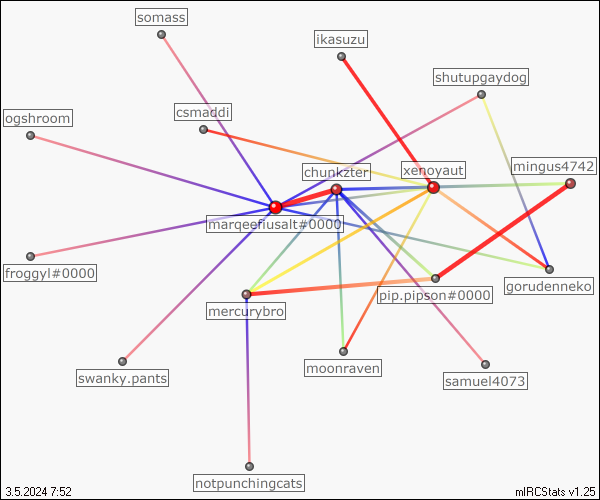 somass
ikasuzu
shutupgaydog
csmaddi
ogshroom
chunkzter
xenoyaut
mingus4742
marqeeflusalt#0000
froggyl#0000
gorudenneko
pip.pipson#0000
mercurybro
moonraven
swanky.pants
samuel4073
notpunchingcats
3.5.2024 7:52
mIRCStats v1.25